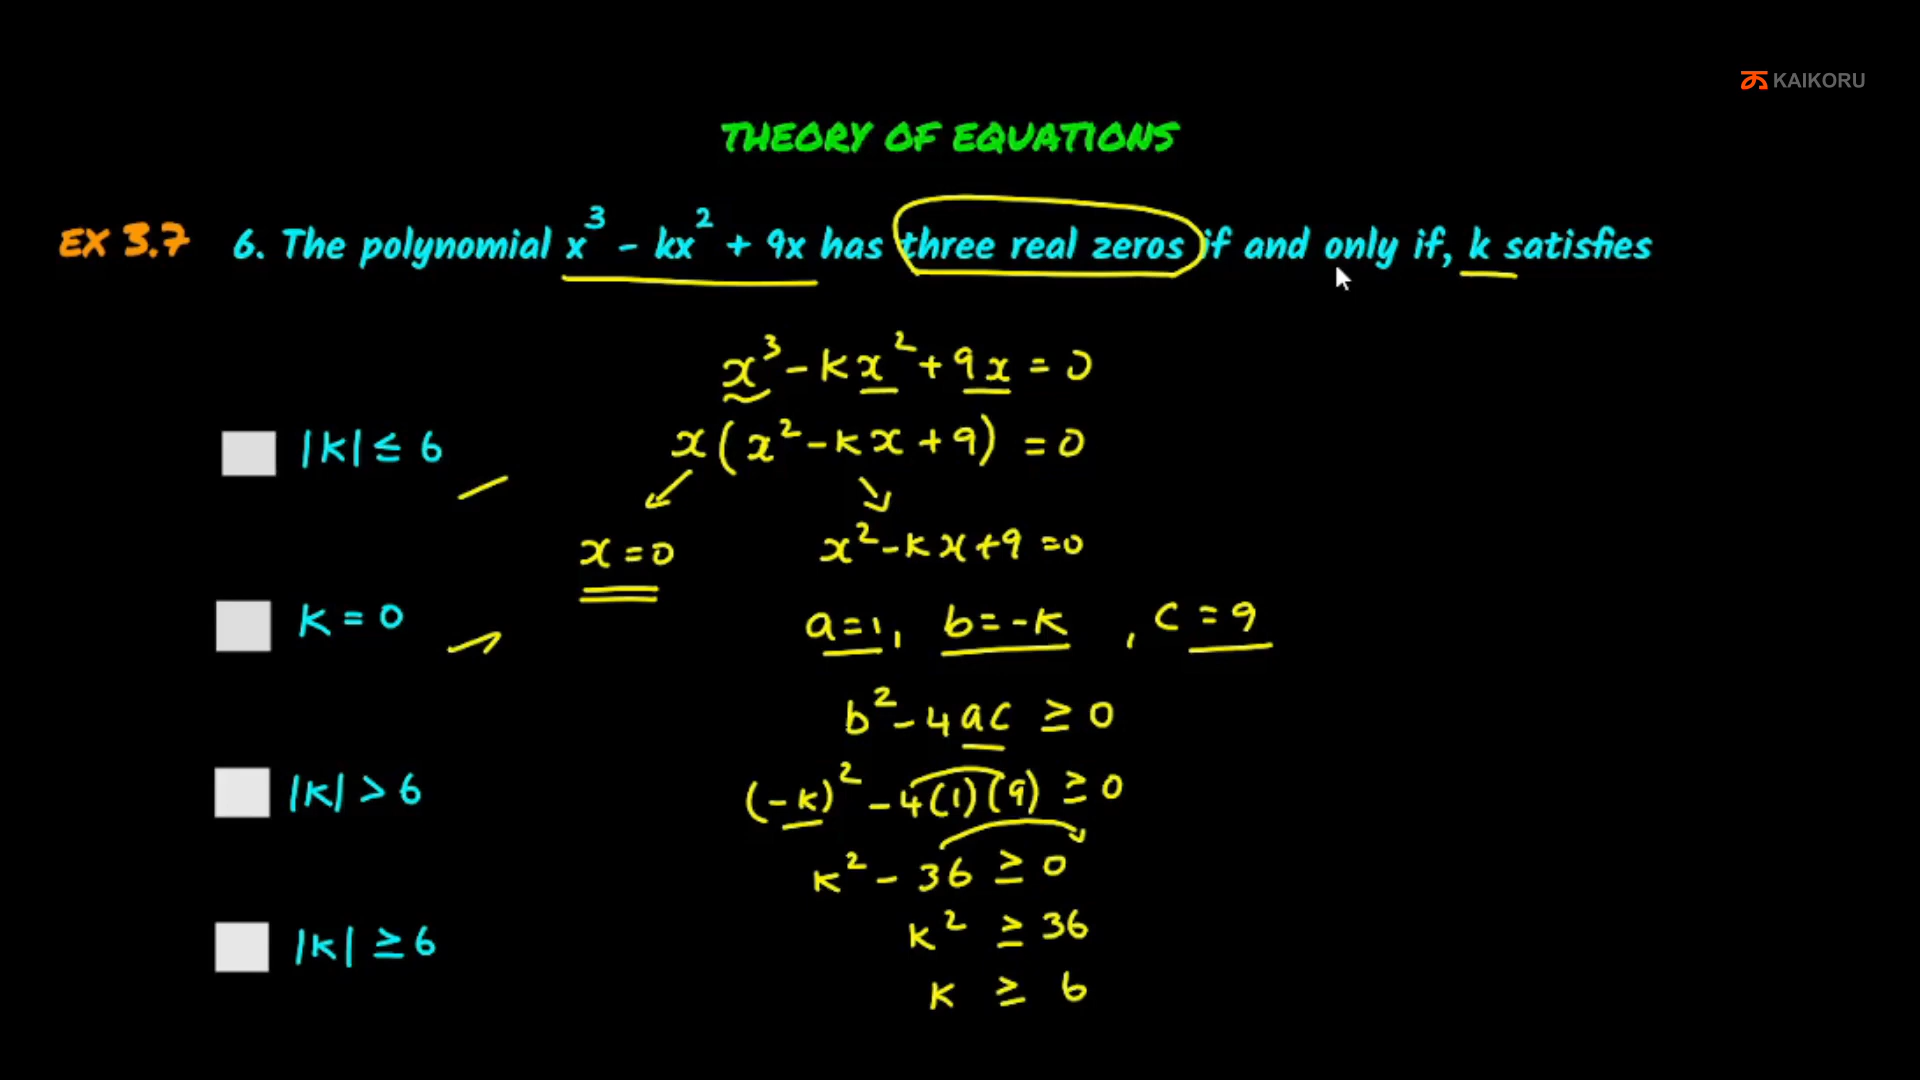 KAIKORU
THEORY OF EQUATIONS
EX 3.7 6. The polynomial x³ - kx² + 9x has three real zeros if and only if, k satisfies
x³ - kx² + 9x = 0
x(x² - kx + 9) = 0
|k| ≤ 6
x = 0 x² - kx + 9 = 0
k = 0 a = 1, b = -k , c = 9
b² - 4ac ≥ 0
|k| > 6 (-k)² - 4(1)(9) ≥ 0
k² - 36 ≥ 0
k² ≥ 36
|k| ≥ 6
k ≥ 6